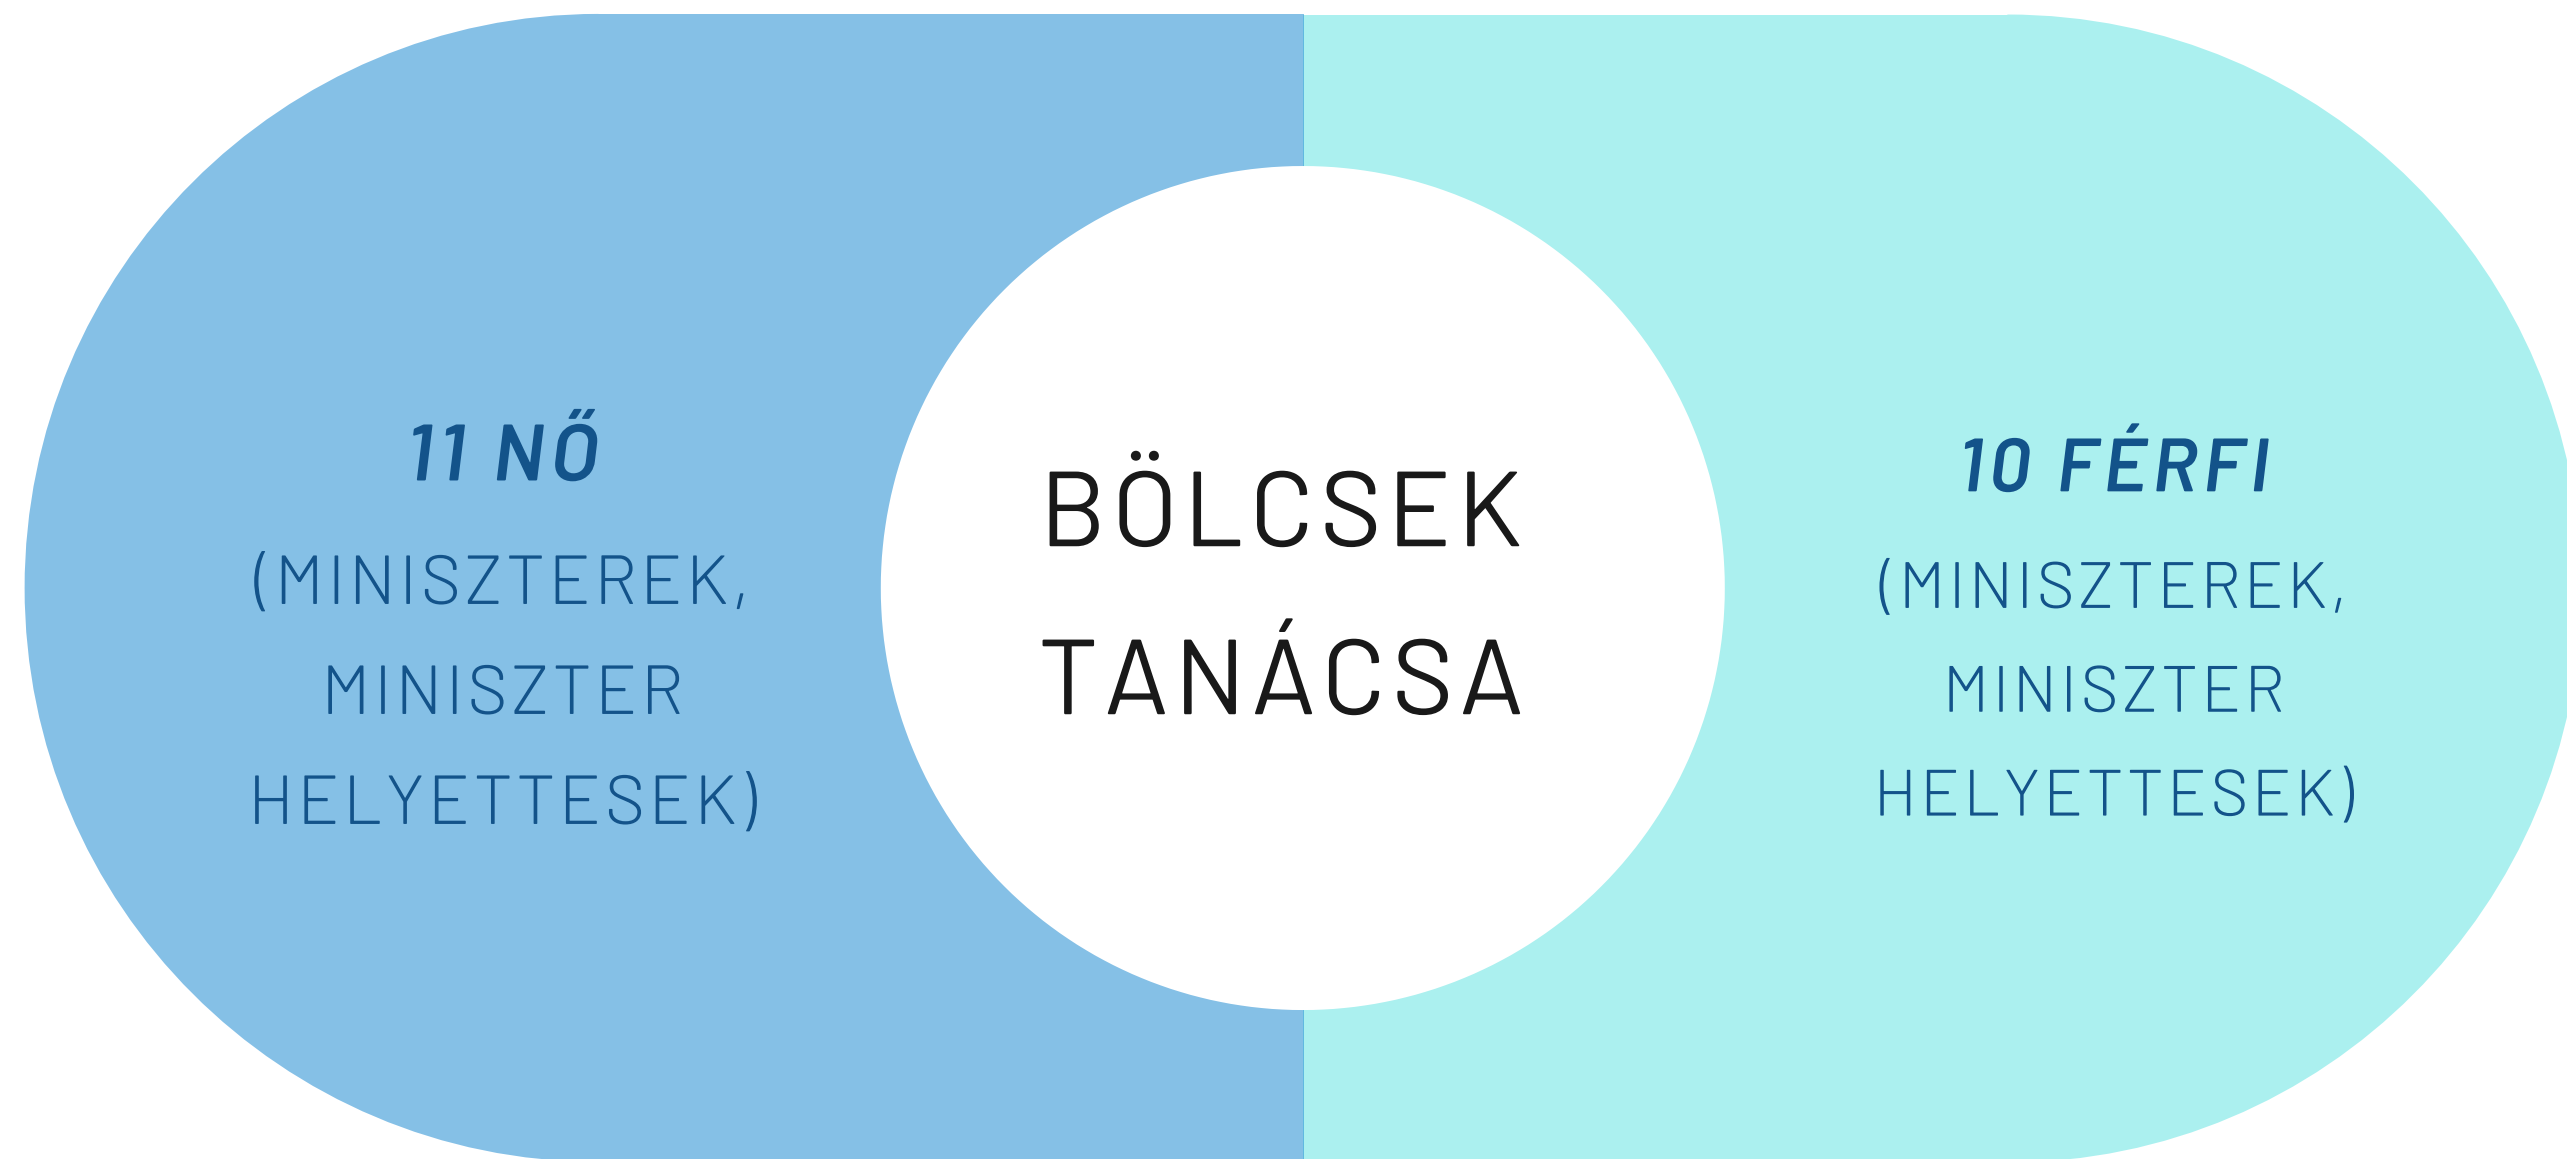 11 NŐ
(MINISZTEREK,
MINISZTER
HELYETTESEK)
BÖLCSEK
TANÁCSA
10 FÉRFI
(MINISZTEREK,
MINISZTER
HELYETTESEK)